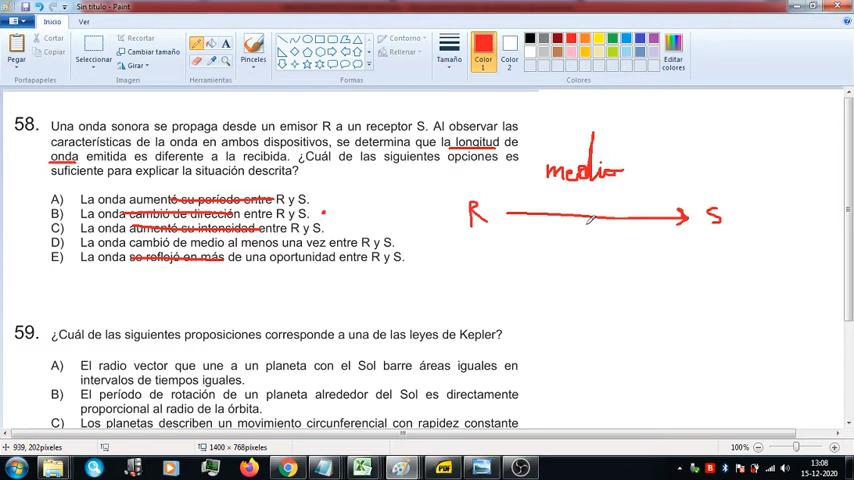 Sin título - Paint
Inicio
Ver
Cortar
Copiar
Pegar
Portapapeles
Recortar
Cambiar tamaño
Girar
Seleccionar
Imagen
Herramientas
Pinceles
Contorno
Rellenar
Formas
Tamaño
Color 1
Color 2
Editar colores
Colores
58. Una onda sonora se propaga desde un emisor R a un receptor S. Al observar las
características de la onda en ambos dispositivos, se determina que la longitud de
onda emitida es diferente a la recibida. ¿Cuál de las siguientes opciones es
suficiente para explicar la situación descrita?
A) La onda aumentó su período entre R y S.
B) La onda cambió de dirección entre R y S.
C) La onda aumentó su intensidad entre R y S.
D) La onda cambió de medio al menos una vez entre R y S.
E) La onda se reflejó en más de una oportunidad entre R y S.
medio
R S
59. ¿Cuál de las siguientes proposiciones corresponde a una de las leyes de Kepler?
A) El radio vector que une a un planeta con el Sol barre áreas iguales en
intervalos de tiempos iguales.
B) El período de rotación de un planeta alrededor del Sol es directamente
proporcional al radio de la órbita.
C) Los planetas describen un movimiento circunferencial con rapidez constante
939, 202píxeles
1400 × 768píxeles
100%
13:08
15-12-2020